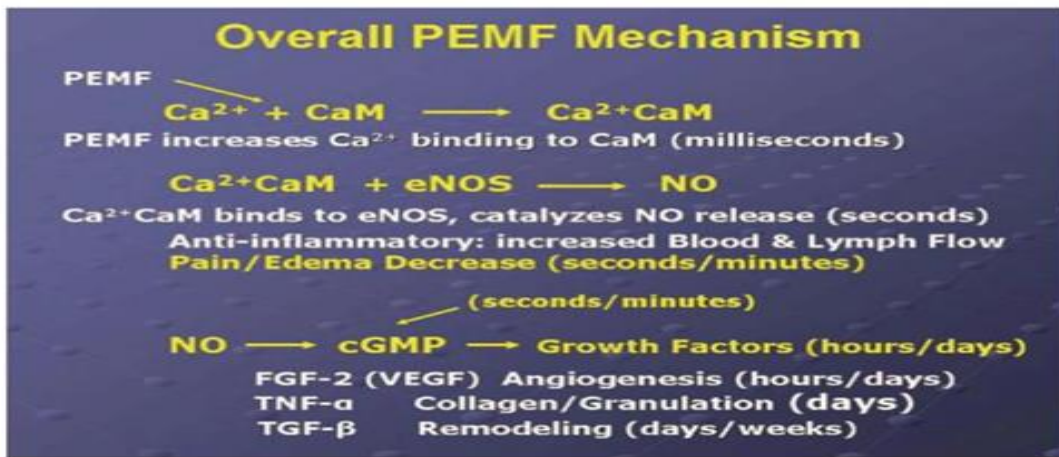 Overall PEMF Mechanism
PEMF
Ca²⁺ + CaM → Ca²⁺CaM
PEMF increases Ca²⁺ binding to CaM (milliseconds)
Ca²⁺CaM + eNOS → NO
Ca²⁺CaM binds to eNOS, catalyzes NO release (seconds)
Anti-inflammatory: increased Blood & Lymph Flow
Pain/Edema Decrease (seconds/minutes)
(seconds/minutes)
NO → cGMP → Growth Factors (hours/days)
FGF-2 (VEGF) Angiogenesis (hours/days)
TNF-α Collagen/Granulation (days)
TGF-β Remodeling (days/weeks)